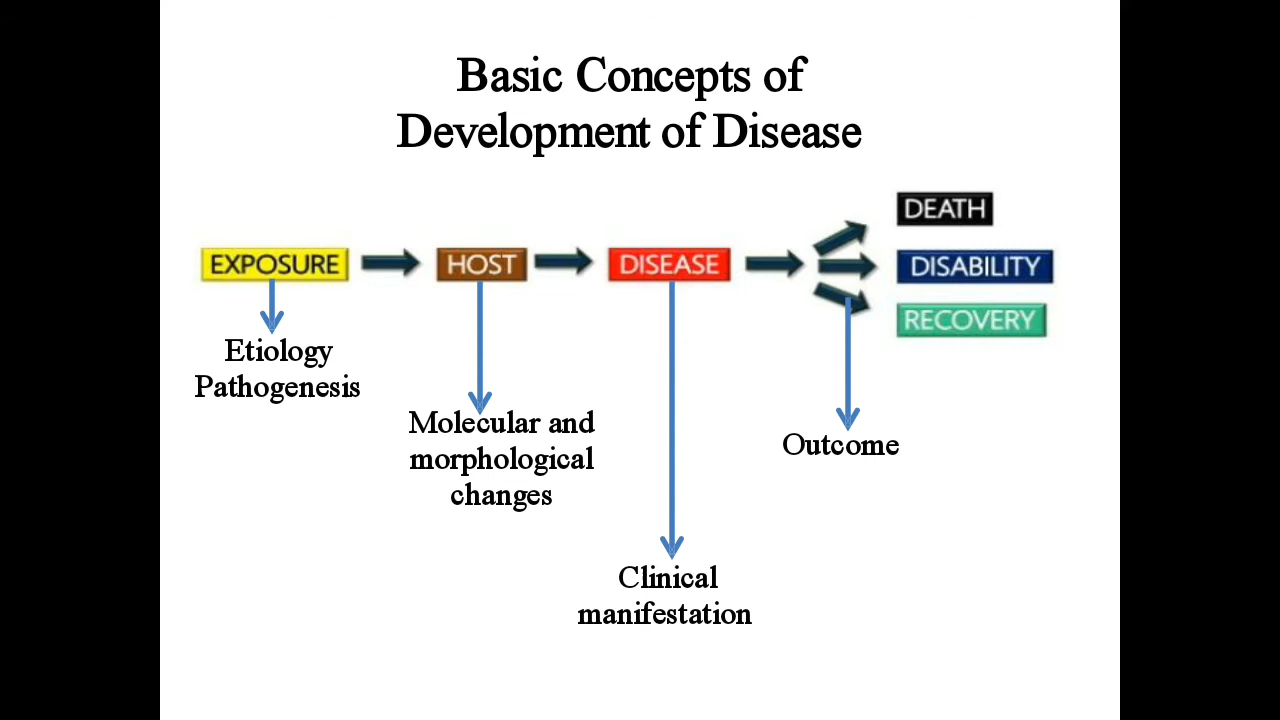 Basic Concepts of
Development of Disease
DEATH
EXPOSURE
HOST
DISEASE
DISABILITY
RECOVERY
Etiology
Pathogenesis
Molecular and
morphological
changes
Outcome
Clinical
manifestation